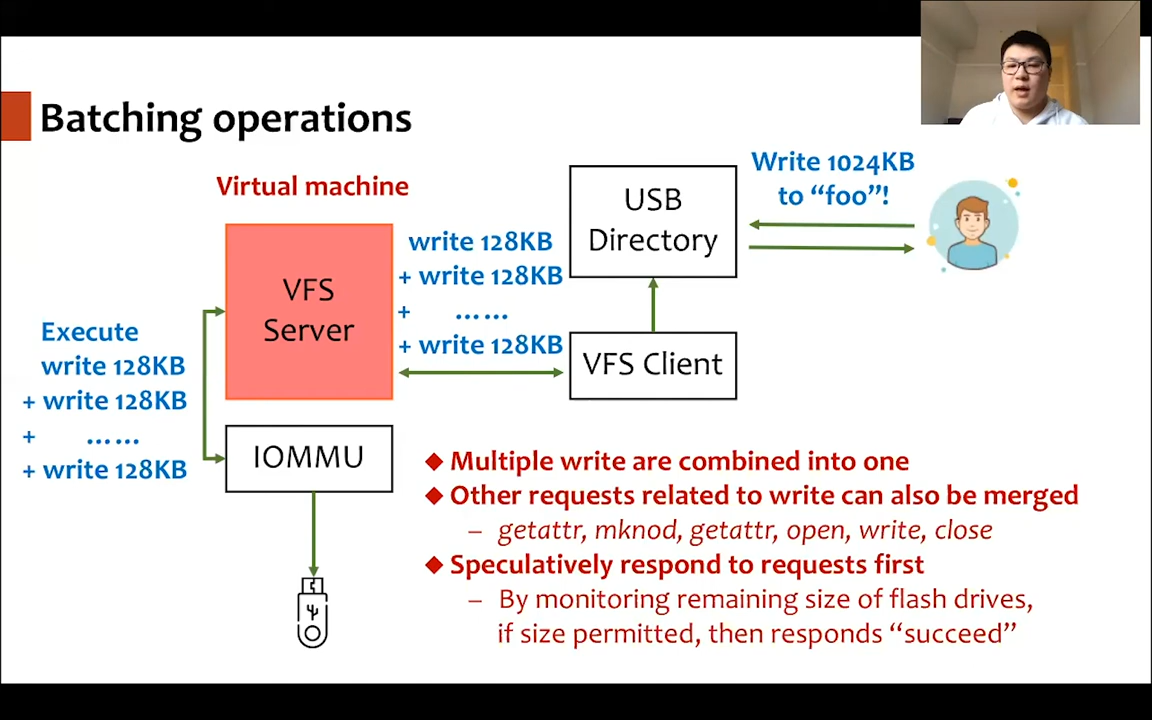 Batching operations
Virtual machine
VFS
Server
IOMMU
Execute
write 128KB
+ write 128KB
+ ……
+ write 128KB
write 128KB
+ write 128KB
+ ……
+ write 128KB
USB
Directory
VFS Client
Write 1024KB
to “foo”!
◆ Multiple write are combined into one
◆ Other requests related to write can also be merged
– getattr, mknod, getattr, open, write, close
◆ Speculatively respond to requests first
– By monitoring remaining size of flash drives,
if size permitted, then responds “succeed”